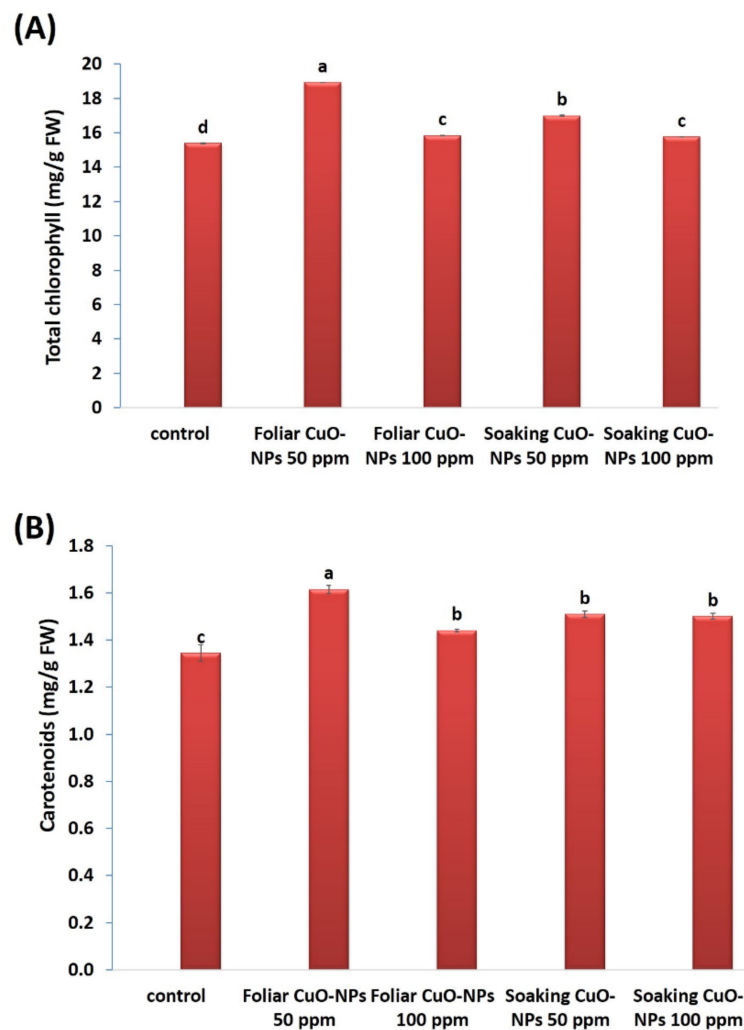 (A)
Total chlorophyll (mg/g FW)
20
18
16
14
12
10
8
6
4
2
0
d
a
c
b
c
control
Foliar CuO-
NPs 50 ppm
Foliar CuO-
NPs 100 ppm
Soaking CuO-
NPs 50 ppm
Soaking CuO-
NPs 100 ppm
(B)
Carotenoids (mg/g FW)
1.8
1.6
1.4
1.2
1.0
0.8
0.6
0.4
0.2
0.0
c
a
b
b
b
control
Foliar CuO-NPs
50 ppm
Foliar CuO-NPs
100 ppm
Soaking CuO-
NPs 50 ppm
Soaking CuO-
NPs 100 ppm